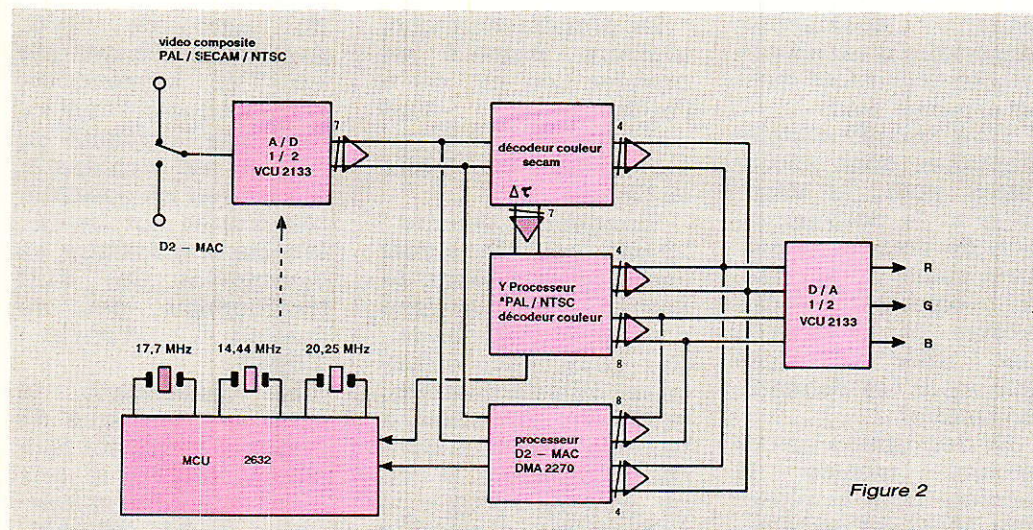 video composite
PAL / SECAM / NTSC
D2 – MAC
A / D
1 / 2
VCU 2133
7
décodeur couleur
secam
Δτ
4
7
Y Processeur
*PAL / NTSC
décodeur couleur
4
8
D / A
1 / 2
VCU 2133
R
G
B
17,7 MHz
14,44 MHz
20,25 MHz
MCU 2632
processeur
D2 – MAC
DMA 2270
8
4
Figure 2